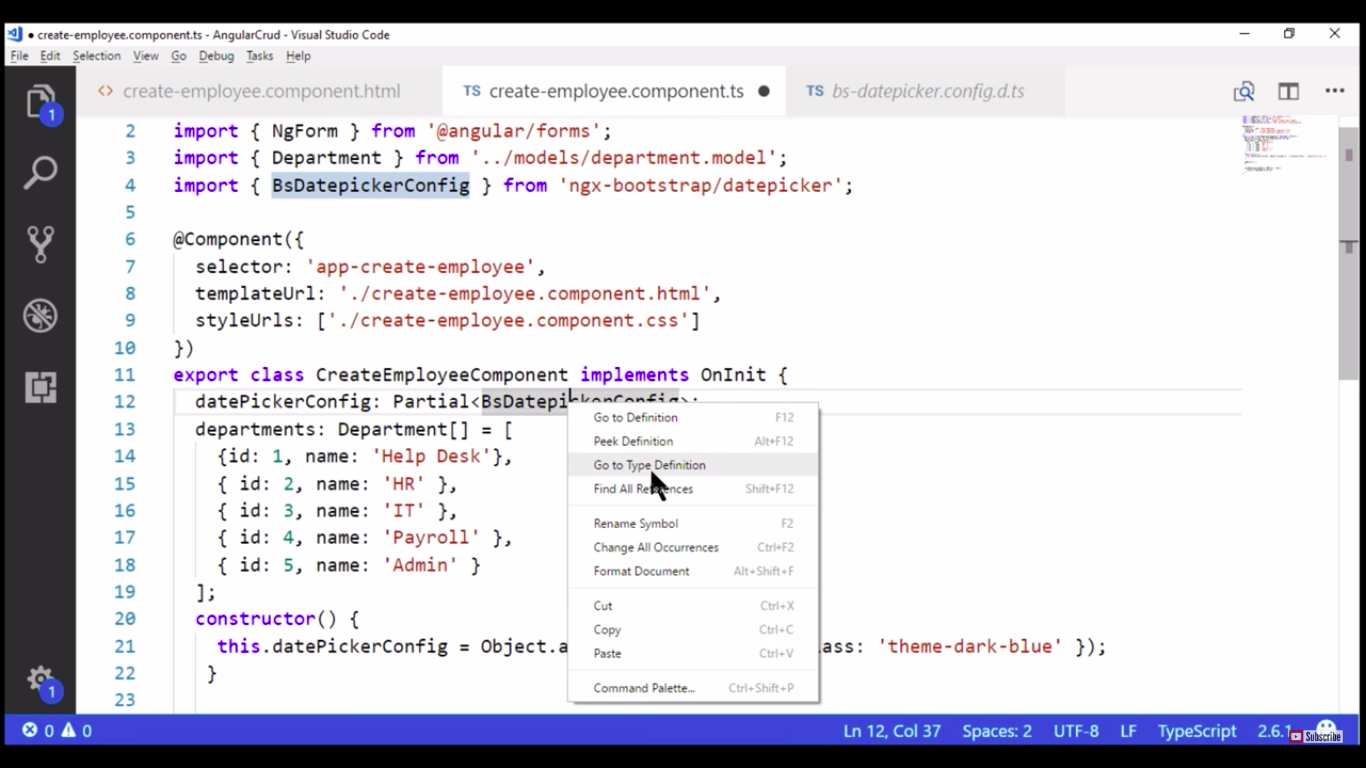 create-employee.component.ts - AngularCrud - Visual Studio Code
File Edit Selection View Go Debug Tasks Help
create-employee.component.html TS create-employee.component.ts TS bs-datepicker.config.d.ts
1
2 import { NgForm } from '@angular/forms';
3 import { Department } from '../models/department.model';
4 import { BsDatepickerConfig } from 'ngx-bootstrap/datepicker';
5
6 @Component({
7 selector: 'app-create-employee',
8 templateUrl: './create-employee.component.html',
9 styleUrls: ['./create-employee.component.css']
10 })
11 export class CreateEmployeeComponent implements OnInit {
12 datePickerConfig: Partial<BsDatepickerConfig>;
13 departments: Department[] = [
14 {id: 1, name: 'Help Desk'},
15 { id: 2, name: 'HR' },
16 { id: 3, name: 'IT' },
17 { id: 4, name: 'Payroll' },
18 { id: 5, name: 'Admin' }
19 ];
20 constructor() {
21 this.datePickerConfig = Object.a lass: 'theme-dark-blue' });
22 }
23
Go to Definition F12
Peek Definition Alt+F12
Go to Type Definition
Find All References Shift+F12
Rename Symbol F2
Change All Occurrences Ctrl+F2
Format Document Alt+Shift+F
Cut Ctrl+X
Copy Ctrl+C
Paste Ctrl+V
Command Palette... Ctrl+Shift+P
1
0 0 Ln 12, Col 37 Spaces: 2 UTF-8 LF TypeScript 2.6.1
Subscribe